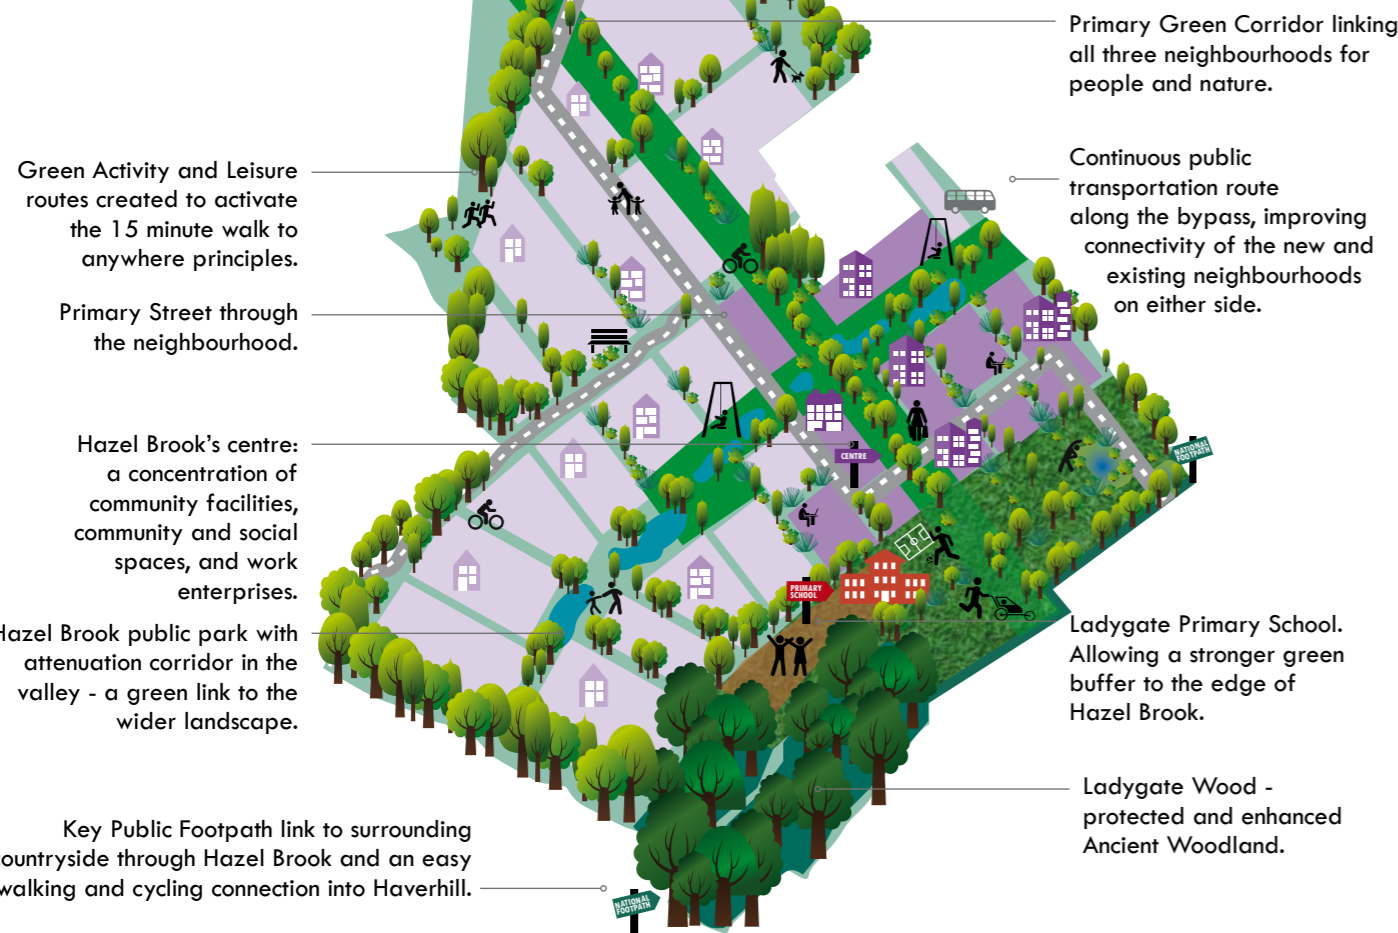 Primary Green Corridor linking
all three neighbourhoods for
people and nature.
Green Activity and Leisure
routes created to activate
the 15 minute walk to
anywhere principles.
Continuous public
transportation route
along the bypass, improving
connectivity of the new and
existing neighbourhoods
on either side.
Primary Street through
the neighbourhood.
Hazel Brook's centre:
a concentration of
community facilities,
community and social
spaces, and work
enterprises.
CENTRE
NATIONAL
FOOTPATH
PRIMARY
SCHOOL
Hazel Brook public park with
attenuation corridor in the
valley - a green link to the
wider landscape.
Ladygate Primary School.
Allowing a stronger green
buffer to the edge of
Hazel Brook.
Ladygate Wood -
protected and enhanced
Ancient Woodland.
Key Public Footpath link to surrounding
countryside through Hazel Brook and an easy
walking and cycling connection into Haverhill.
NATIONAL
FOOTPATH